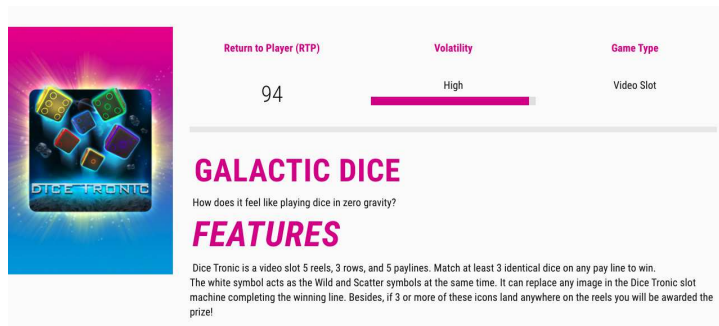 Return to Player (RTP)
Volatility
Game Type
94
High
Video Slot
DICE TRONIC
GALACTIC DICE
How does it feel like playing dice in zero gravity?
FEATURES
Dice Tronic is a video slot 5 reels, 3 rows, and 5 paylines. Match at least 3 identical dice on any pay line to win.
The white symbol acts as the Wild and Scatter symbols at the same time. It can replace any image in the Dice Tronic slot
machine completing the winning line. Besides, if 3 or more of these icons land anywhere on the reels you will be awarded the
prize!